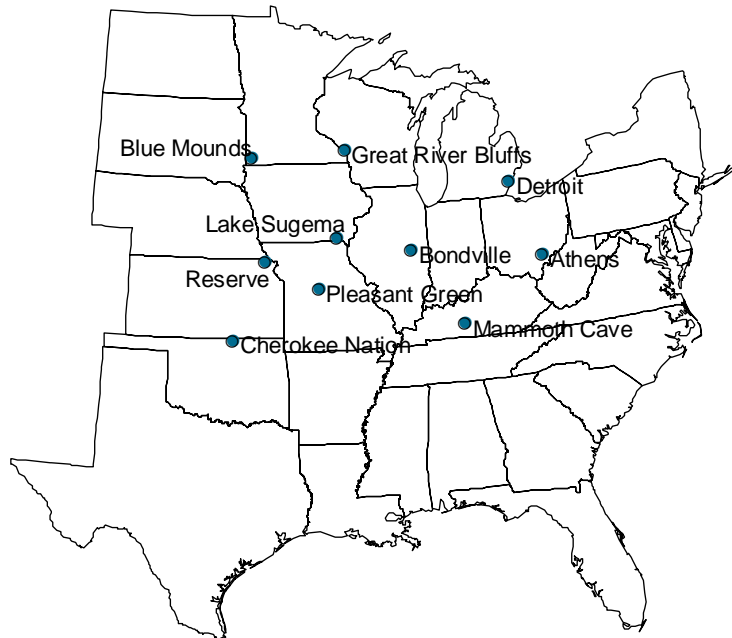 Blue Mounds
Great River Bluffs
Detroit
Lake Sugema
Bondville
Athens
Reserve
Pleasant Green
Mammoth Cave
Cherokee Nation